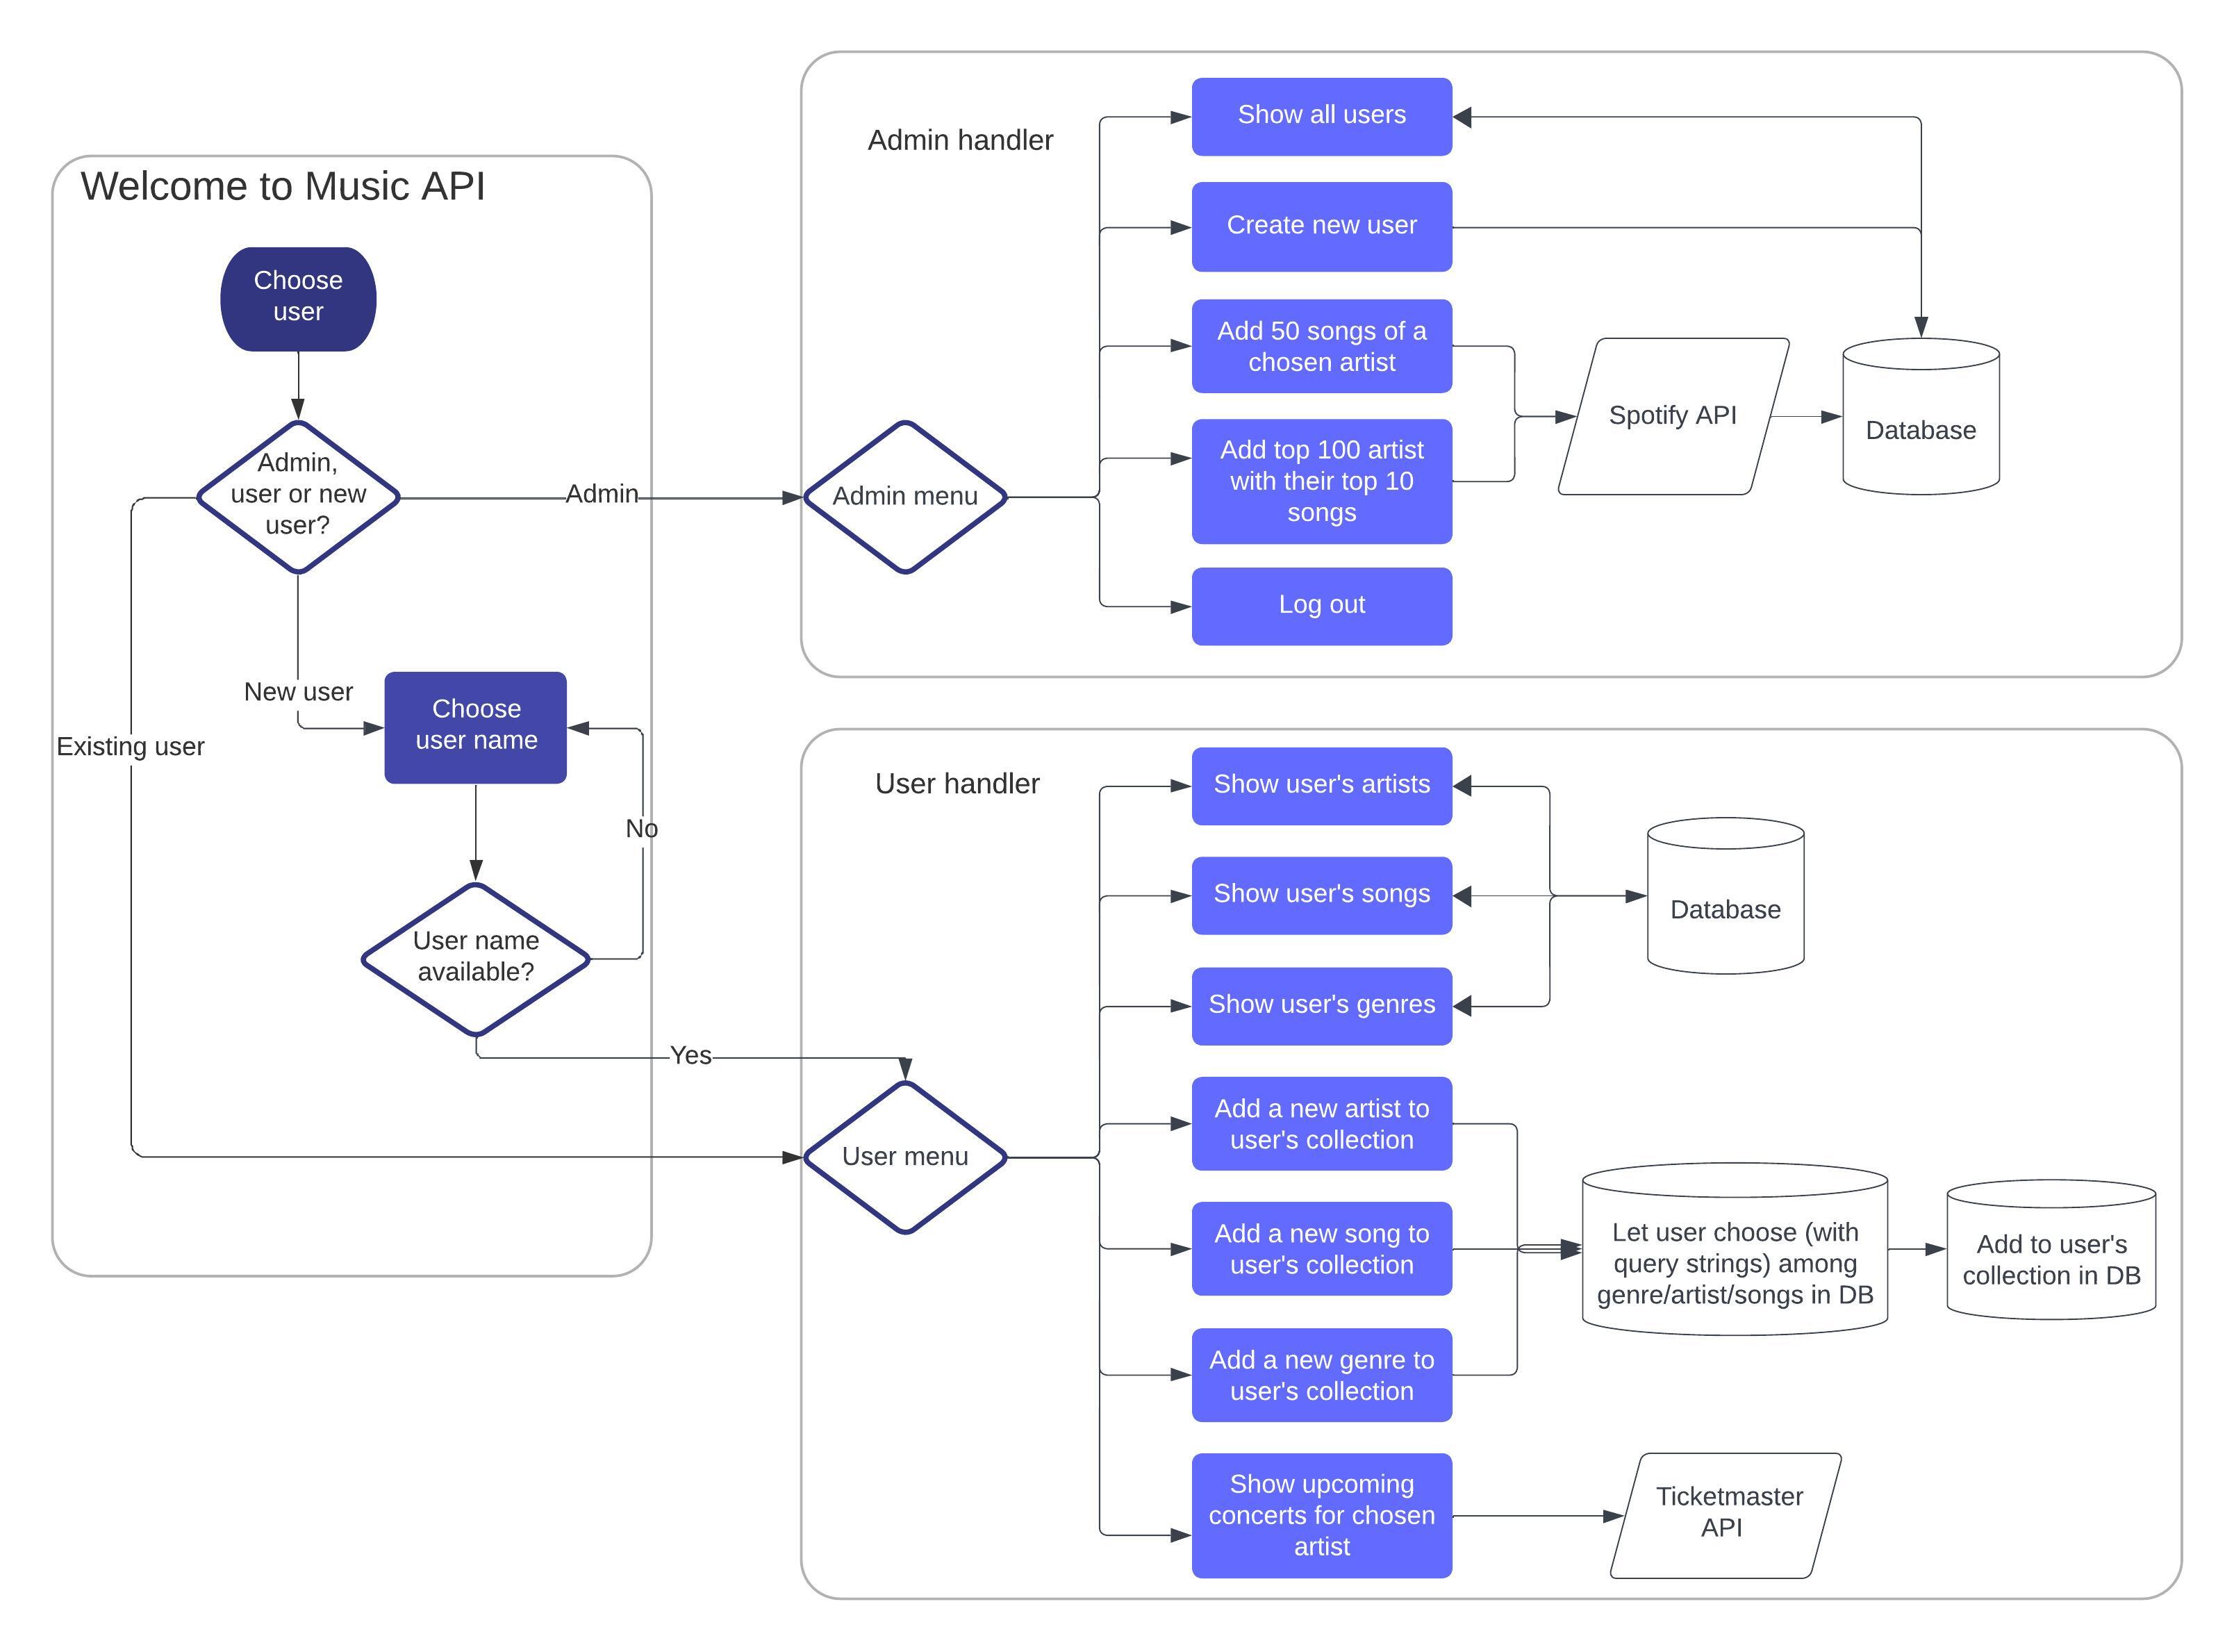 Welcome to Music API
Choose
user
Admin,
user or new
user?
Admin
New user
Existing user
Choose
user name
No
User name
available?
Yes
Admin handler
Admin menu
Show all users
Create new user
Add 50 songs of a
chosen artist
Add top 100 artist
with their top 10
songs
Log out
Spotify API
Database
User handler
User menu
Show user's artists
Show user's songs
Show user's genres
Database
Add a new artist to
user's collection
Add a new song to
user's collection
Add a new genre to
user's collection
Let user choose (with
query strings) among
genre/artist/songs in DB
Add to user's
collection in DB
Show upcoming
concerts for chosen
artist
Ticketmaster
API